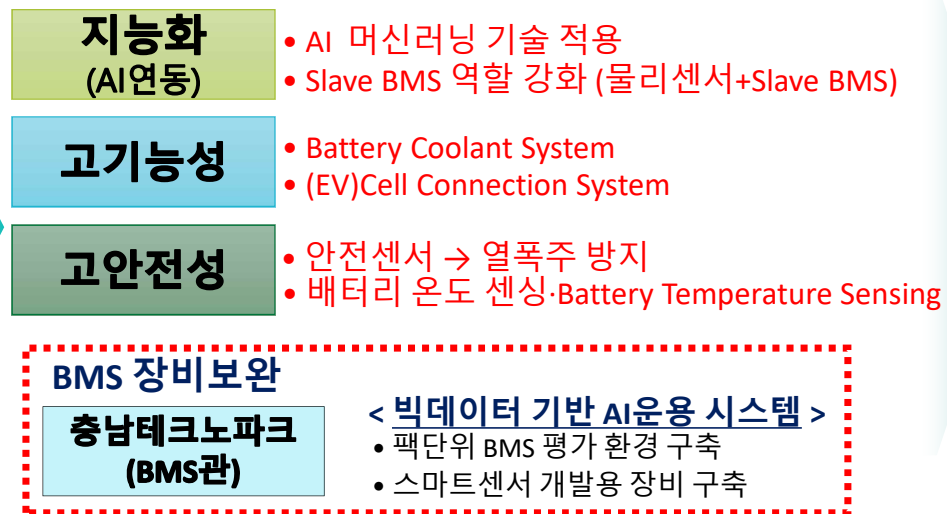 지능화
(AI연동)
• AI 머신러닝 기술 적용
• Slave BMS 역할 강화 (물리센서+Slave BMS)
고기능성
• Battery Coolant System
• (EV)Cell Connection System
고안전성
• 안전센서 → 열폭주 방지
• 배터리 온도 센싱·Battery Temperature Sensing
BMS 장비보완
충남테크노파크
(BMS관)
< 빅데이터 기반 AI운용 시스템 >
• 팩단위 BMS 평가 환경 구축
• 스마트센서 개발용 장비 구축